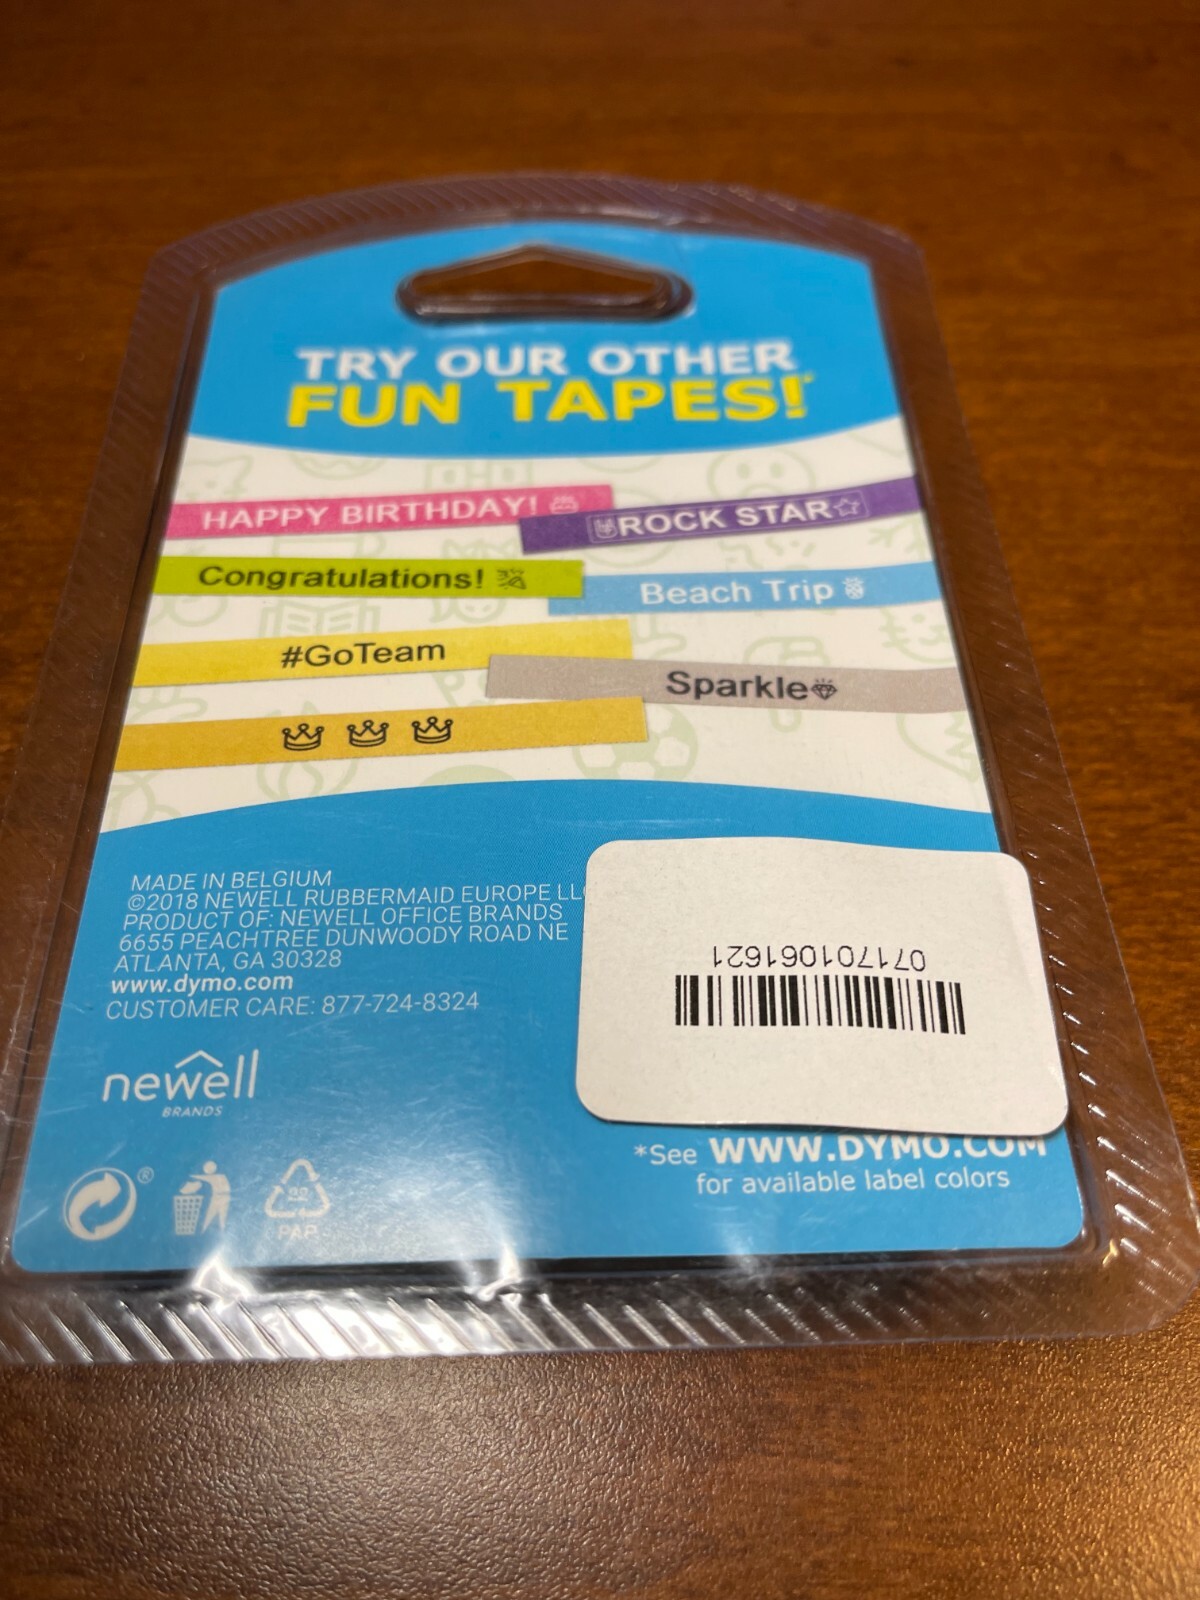 TRY OUR OTHER
FUN TAPES!*
HAPPY BIRTHDAY!
ROCK STAR
Congratulations!
Beach Trip
#GoTeam
Sparkle
MADE IN BELGIUM
©2018 NEWELL RUBBERMAID EUROPE LLC
PRODUCT OF: NEWELL OFFICE BRANDS
6655 PEACHTREE DUNWOODY ROAD NE
ATLANTA, GA 30328
www.dymo.com
CUSTOMER CARE: 877-724-8324
071701061621
newell
BRANDS
®
22
PAP
*See WWW.DYMO.COM
for available label colors